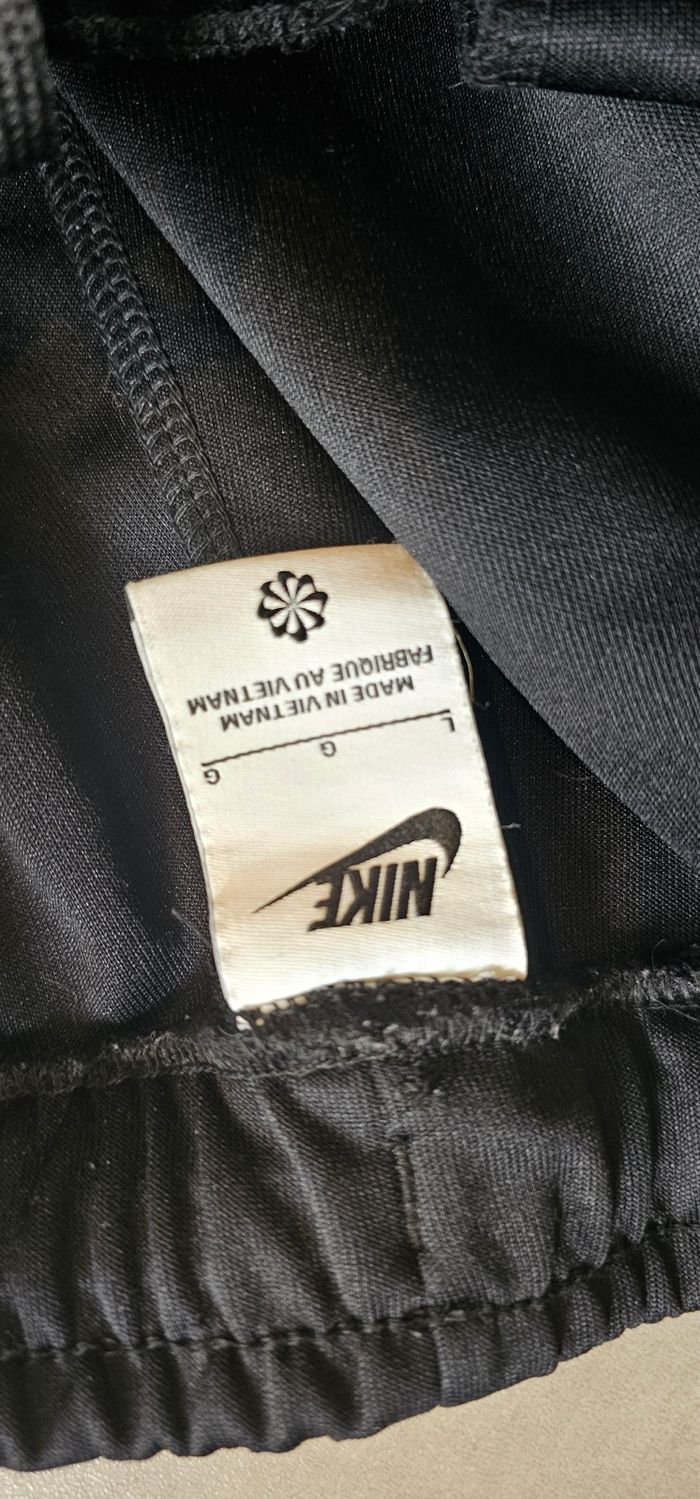 NIKE
L G G
MADE IN VIETNAM
FABRIQUE AU VIETNAM